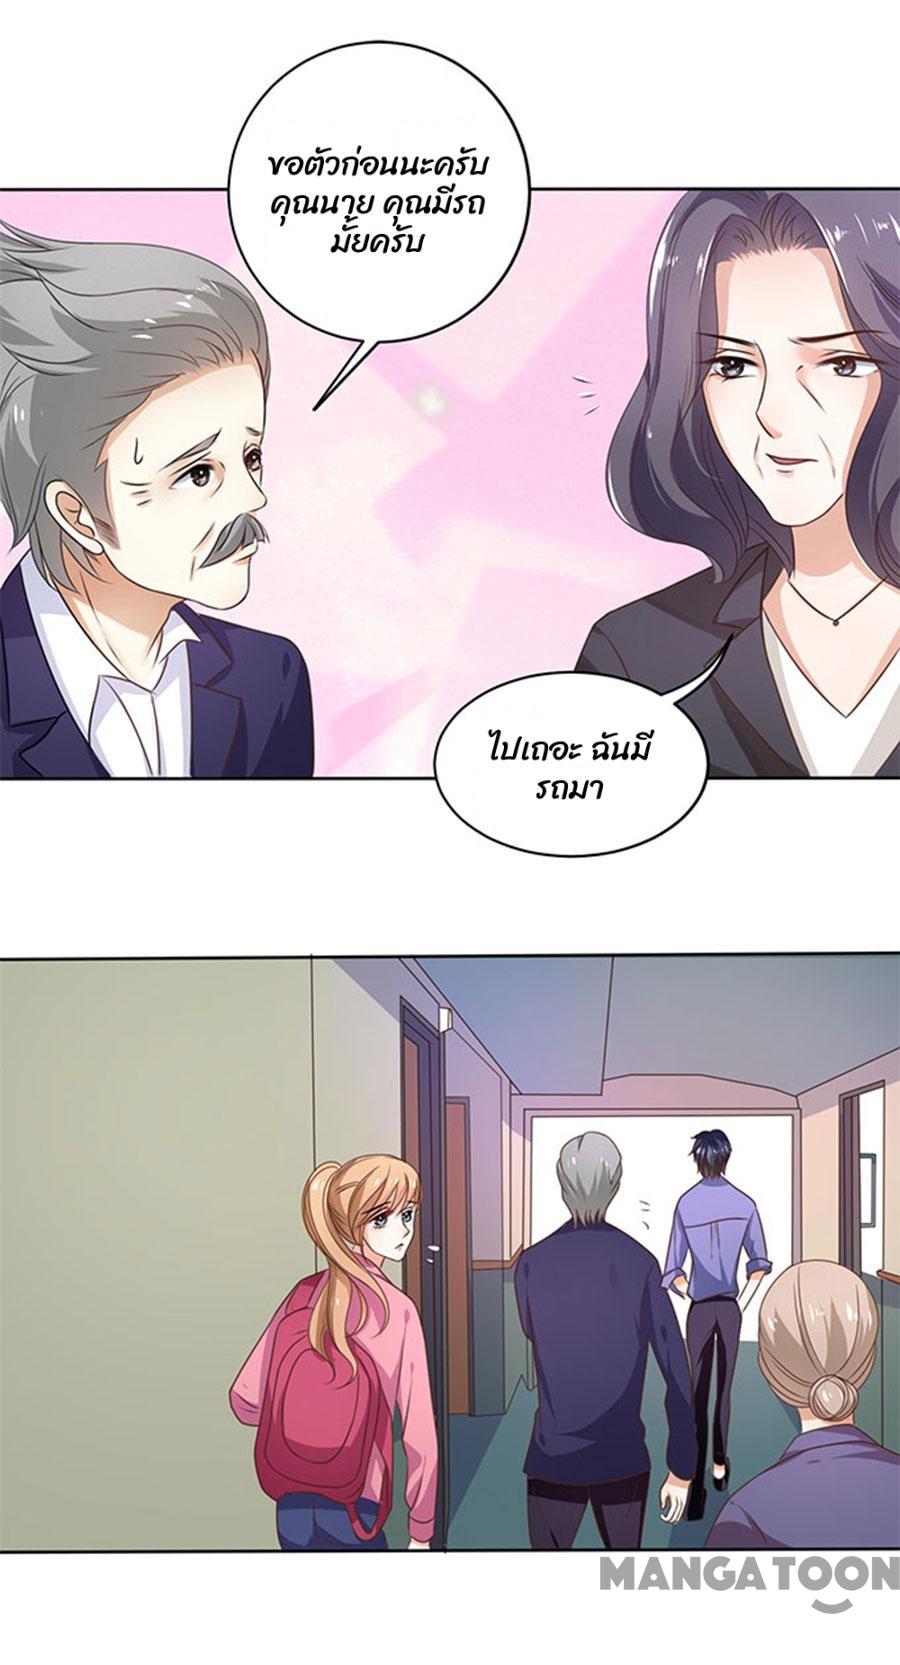 ขอตัวก่อนนะครับ
คุณนาย คุณมีรถ
มั้ยครับ
ไปเถอะ ฉันมี
รถมา
MANGATOON